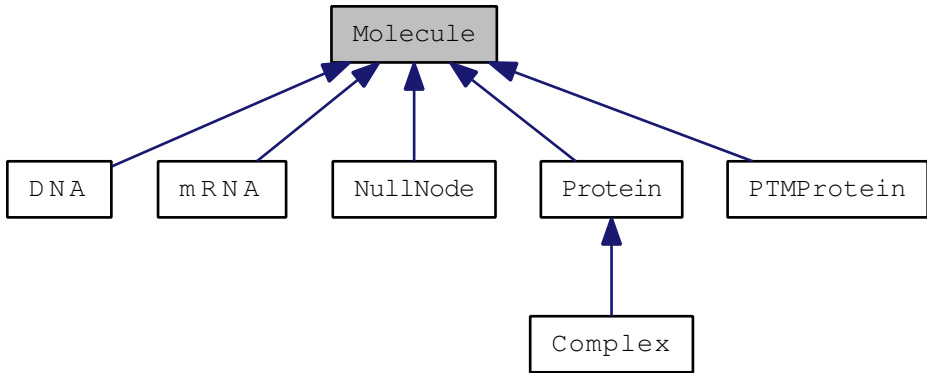 Molecule
DNA
mRNA
NullNode
Protein
PTMProtein
Complex